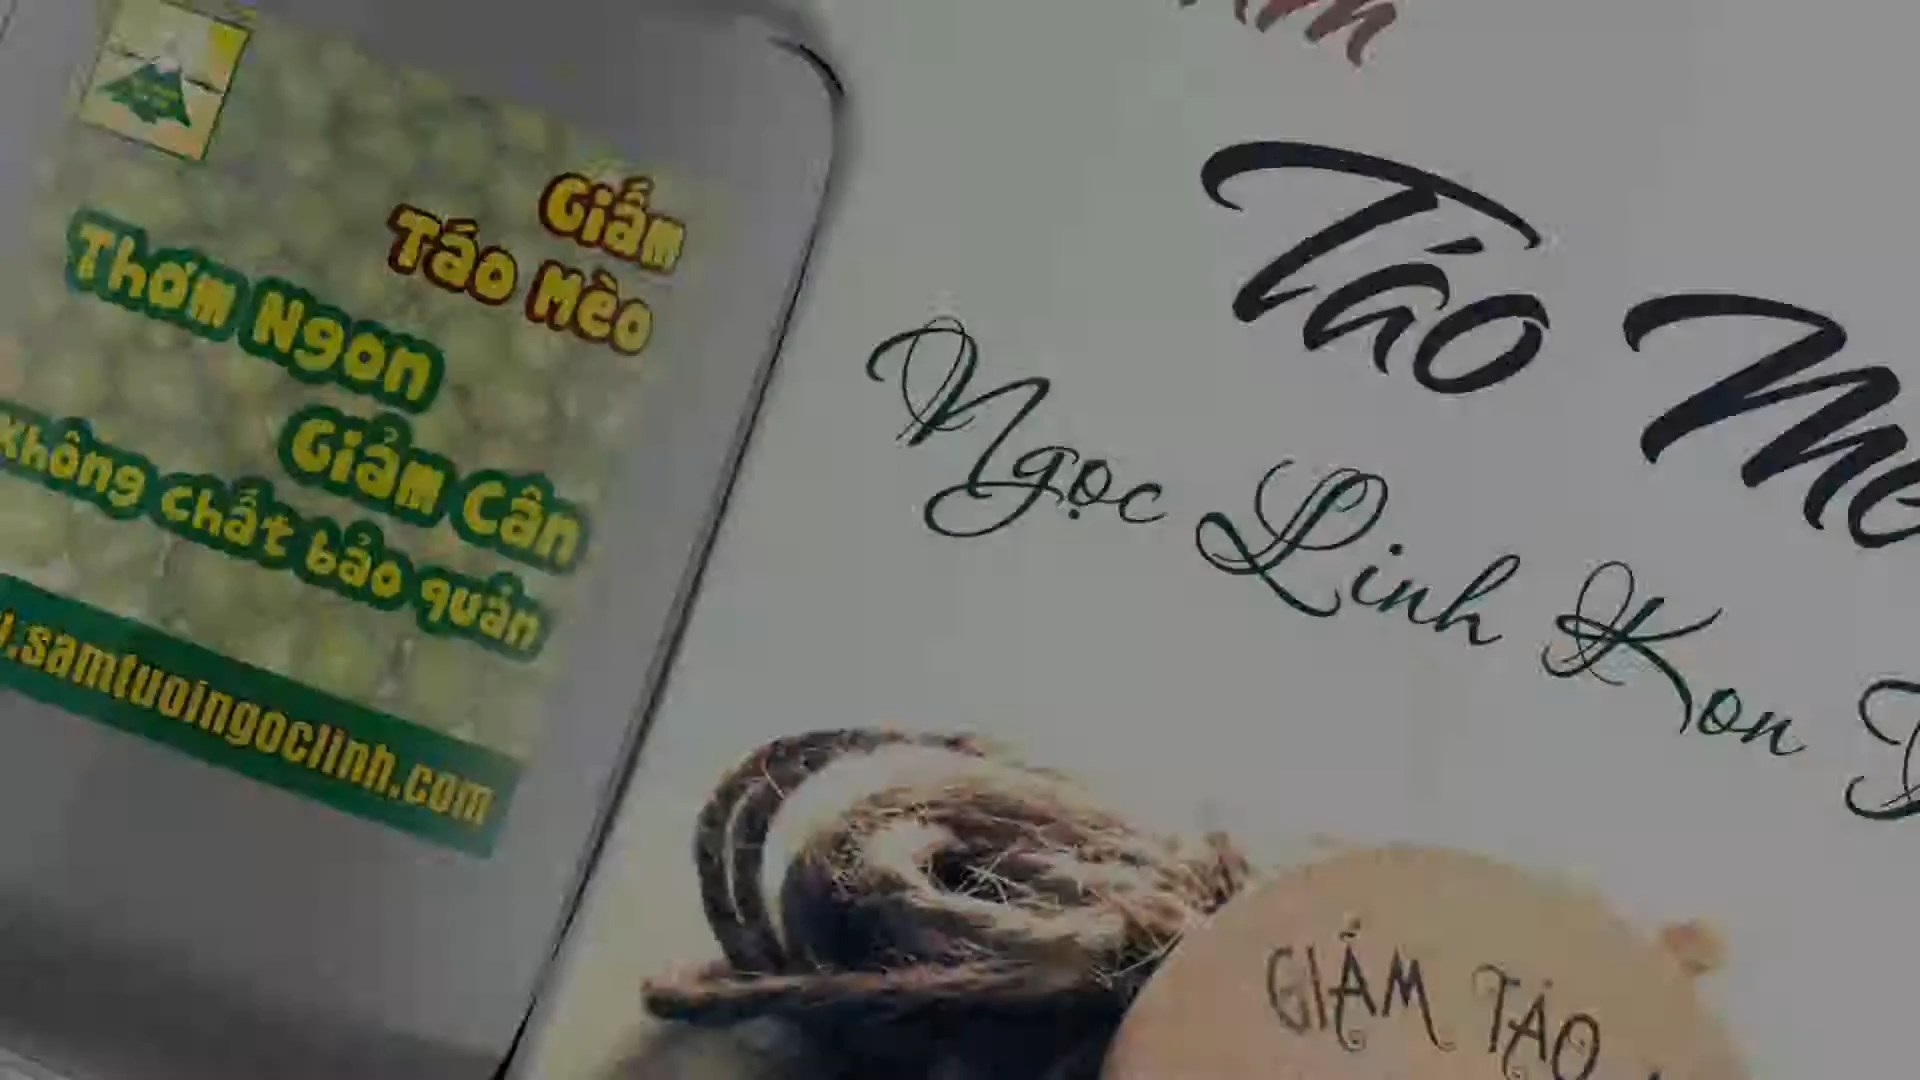 Giấm
Táo Mèo
Thơm Ngon
Giảm Cân
Không chất bảo quản
.samtuoingoclinh.com
Táo
Ngọc Linh Kon
GIẤM TÁO